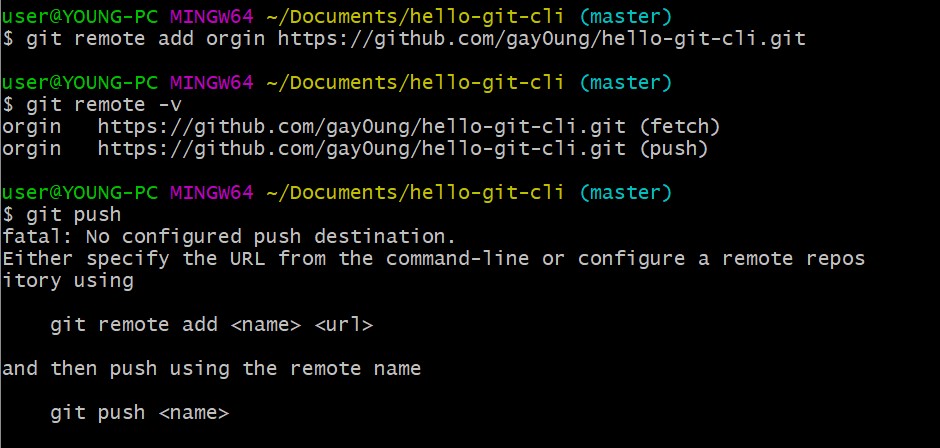 user@YOUNG-PC MINGW64 ~/Documents/hello-git-cli (master)
$ git remote add orgin https://github.com/gay0ung/hello-git-cli.git
user@YOUNG-PC MINGW64 ~/Documents/hello-git-cli (master)
$ git remote -v
orgin   https://github.com/gay0ung/hello-git-cli.git (fetch)
orgin   https://github.com/gay0ung/hello-git-cli.git (push)
user@YOUNG-PC MINGW64 ~/Documents/hello-git-cli (master)
$ git push
fatal: No configured push destination.
Either specify the URL from the command-line or configure a remote repos
itory using
    git remote add <name> <url>
and then push using the remote name
    git push <name>